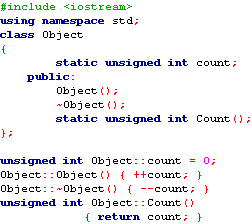 #include <iostream>
using namespace std;
class Object
{
static unsigned int count;
public:
Object();
~Object();
static unsigned int Count();
};
unsigned int Object::count = 0;
Object::Object() { ++count; }
Object::~Object() { --count; }
unsigned int Object::Count()
{ return count; }